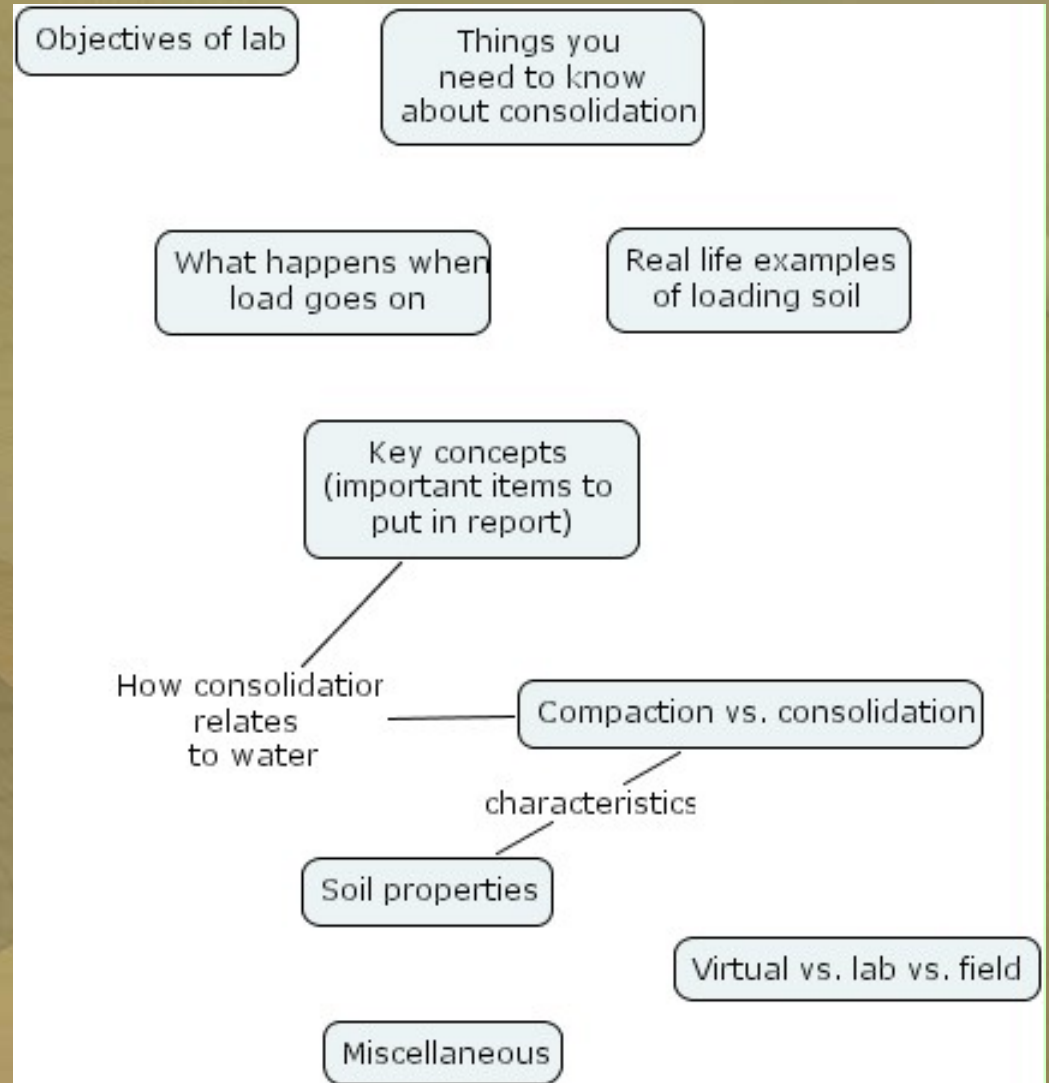 Objectives of lab
Things you
need to know
about consolidation
What happens when
load goes on
Real life examples
of loading soil
Key concepts
(important items to
put in report)
How consolidation
relates
to water
Compaction vs. consolidation
characteristics
Soil properties
Virtual vs. lab vs. field
Miscellaneous